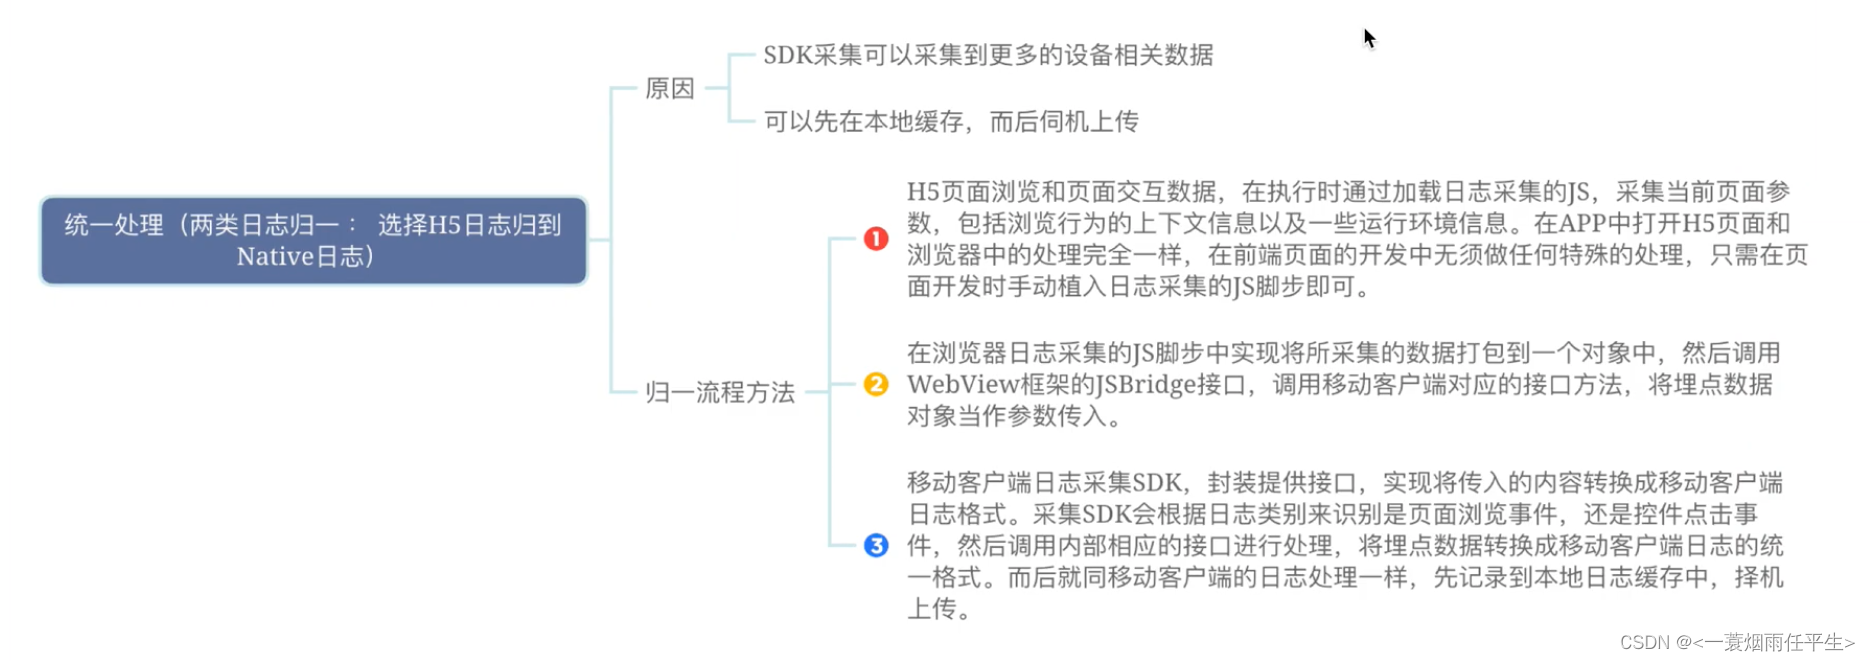 SDK采集可以采集到更多的设备相关数据
原因
可以先在本地缓存，而后伺机上传
统一处理（两类日志归一： 选择H5日志归到
Native日志）
归一流程方法
1
H5页面浏览和页面交互数据，在执行时通过加载日志采集的JS，采集当前页面参
数，包括浏览行为的上下文信息以及一些运行环境信息。在APP中打开H5页面和
浏览器中的处理完全一样，在前端页面的开发中无须做任何特殊的处理，只需在页
面开发时手动植入日志采集的JS脚步即可。
2
在浏览器日志采集的JS脚步中实现将所采集的数据打包到一个对象中，然后调用
WebView框架的JSBridge接口，调用移动客户端对应的接口方法，将埋点数据
对象当作参数传入。
3
移动客户端日志采集SDK，封装提供接口，实现将传入的内容转换成移动客户端
日志格式。采集SDK会根据日志类别来识别是页面浏览事件，还是控件点击事
件，然后调用内部相应的接口进行处理，将埋点数据转换成移动客户端日志的统
一格式。而后就同移动客户端的日志处理一样，先记录到本地日志缓存中，择机
上传。
CSDN @<一蓑烟雨任平生>